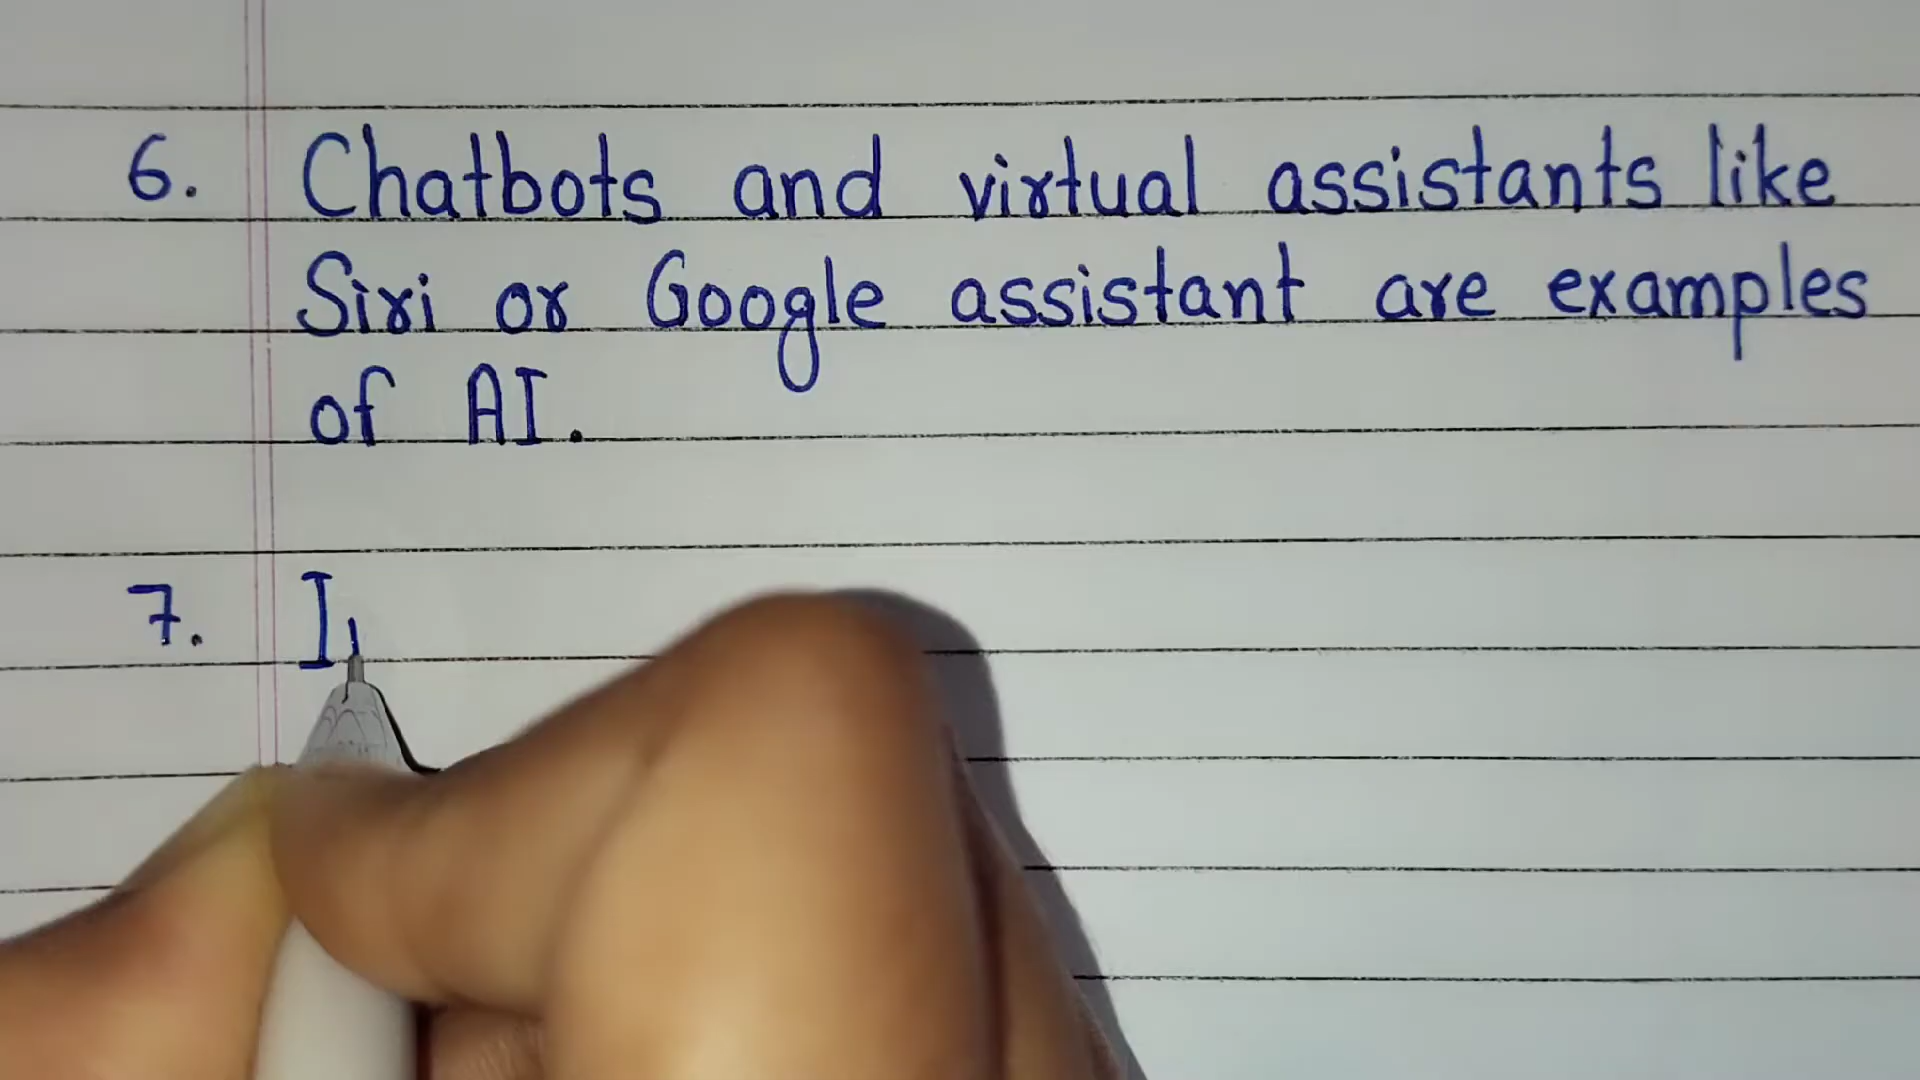 6. Chatbots and virtual assistants like
Siri or Google assistant are examples
of AI.
7. I